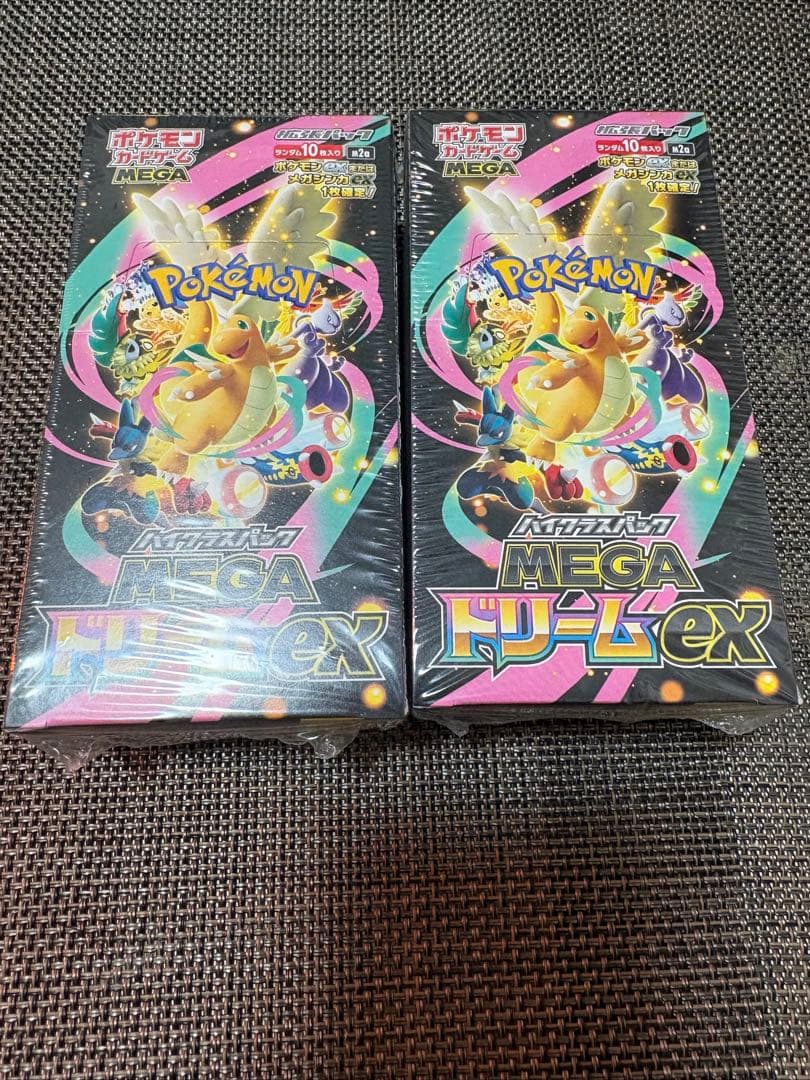 ポケモン
カードゲーム
MEGA
拡張パック
ランダム10枚入り
ポケモンexまたは
メガシンカex
1枚確定!
POKéMON
ハイクラスパック
MEGA
ドリームex
ポケモン
カードゲーム
MEGA
拡張パック
ランダム10枚入り
ポケモンexまたは
メガシンカex
1枚確定!
POKéMON
ハイクラスパック
MEGA
ドリームex